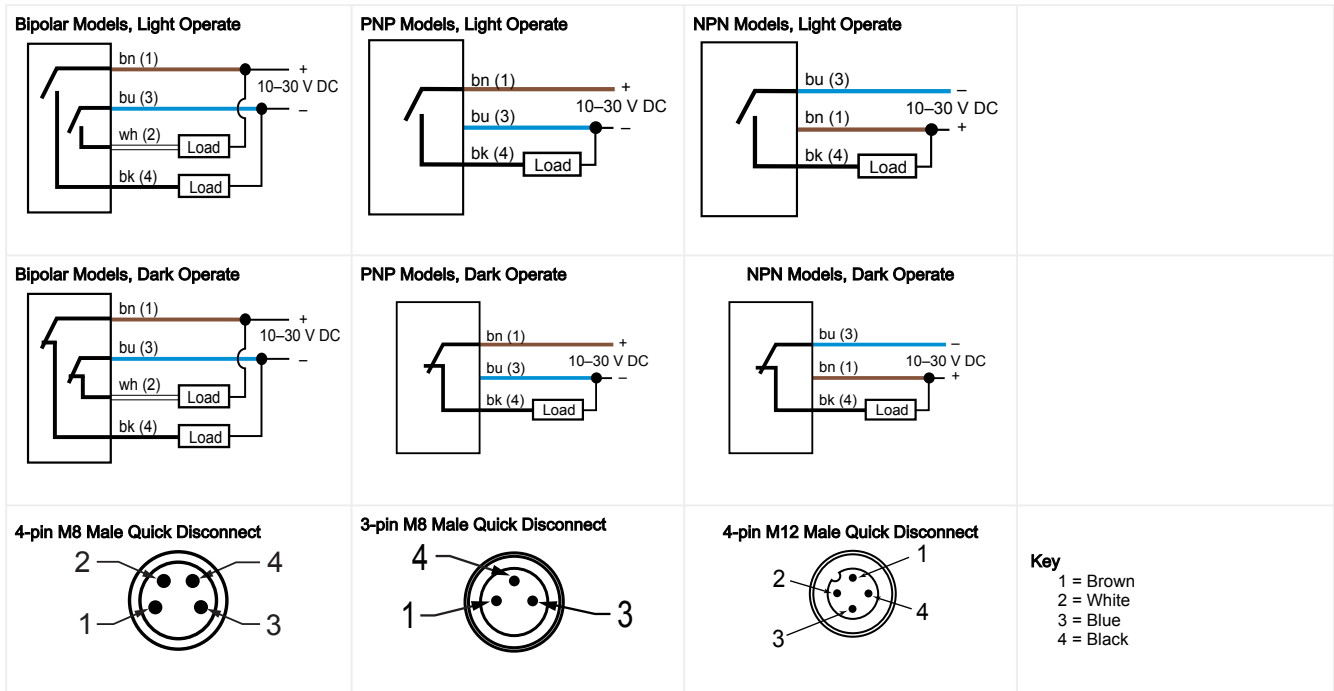 Bipolar Models, Light Operate
bn (1)
+
10–30 V DC
bu (3)
–
wh (2)
Load
bk (4)
Load
PNP Models, Light Operate
bn (1)
+
10–30 V DC
bu (3)
–
bk (4)
Load
NPN Models, Light Operate
bu (3)
–
10–30 V DC
bn (1)
+
bk (4)
Load
Bipolar Models, Dark Operate
bn (1)
+
10–30 V DC
bu (3)
–
wh (2)
Load
bk (4)
Load
PNP Models, Dark Operate
bn (1)
+
10–30 V DC
bu (3)
–
bk (4)
Load
NPN Models, Dark Operate
bu (3)
–
10–30 V DC
bn (1)
+
bk (4)
Load
4-pin M8 Male Quick Disconnect
2
4
1
3
3-pin M8 Male Quick Disconnect
4
1
3
4-pin M12 Male Quick Disconnect
1
2
4
3
Key
1 = Brown
2 = White
3 = Blue
4 = Black